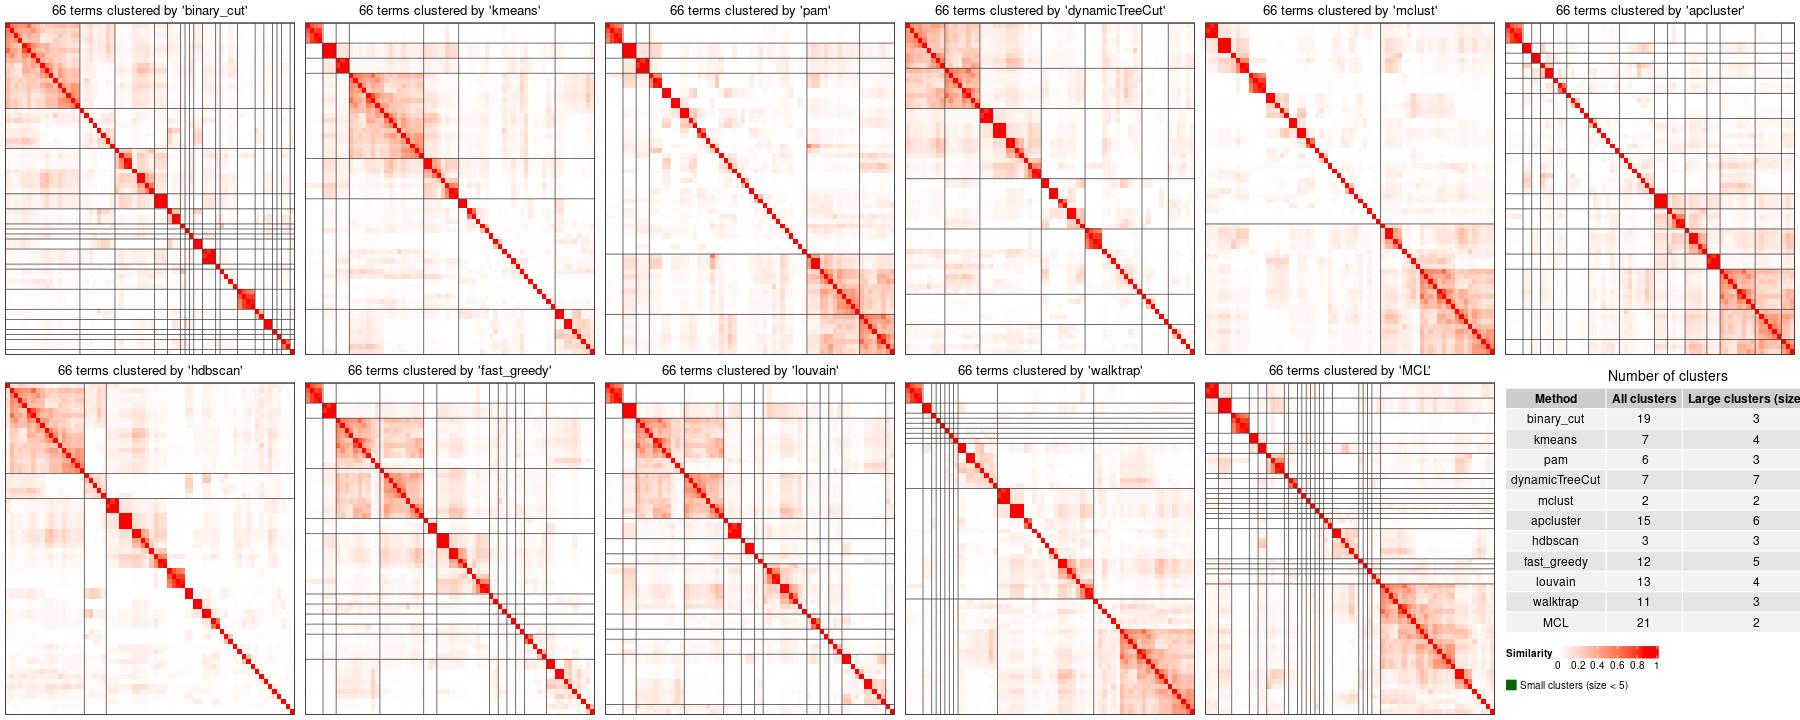 66 terms clustered by 'binary_cut'
66 terms clustered by 'kmeans'
66 terms clustered by 'pam'
66 terms clustered by 'dynamicTreeCut'
66 terms clustered by 'mclust'
66 terms clustered by 'apcluster'
66 terms clustered by 'hdbscan'
66 terms clustered by 'fast_greedy'
66 terms clustered by 'louvain'
66 terms clustered by 'walktrap'
66 terms clustered by 'MCL'
Number of clusters
Method All clusters Large clusters (size
binary_cut 19 3
kmeans 7 4
pam 6 3
dynamicTreeCut 7 7
mclust 2 2
apcluster 15 6
hdbscan 3 3
fast_greedy 12 5
louvain 13 4
walktrap 11 3
MCL 21 2
Similarity
0 0.2 0.4 0.6 0.8 1
Small clusters (size < 5)